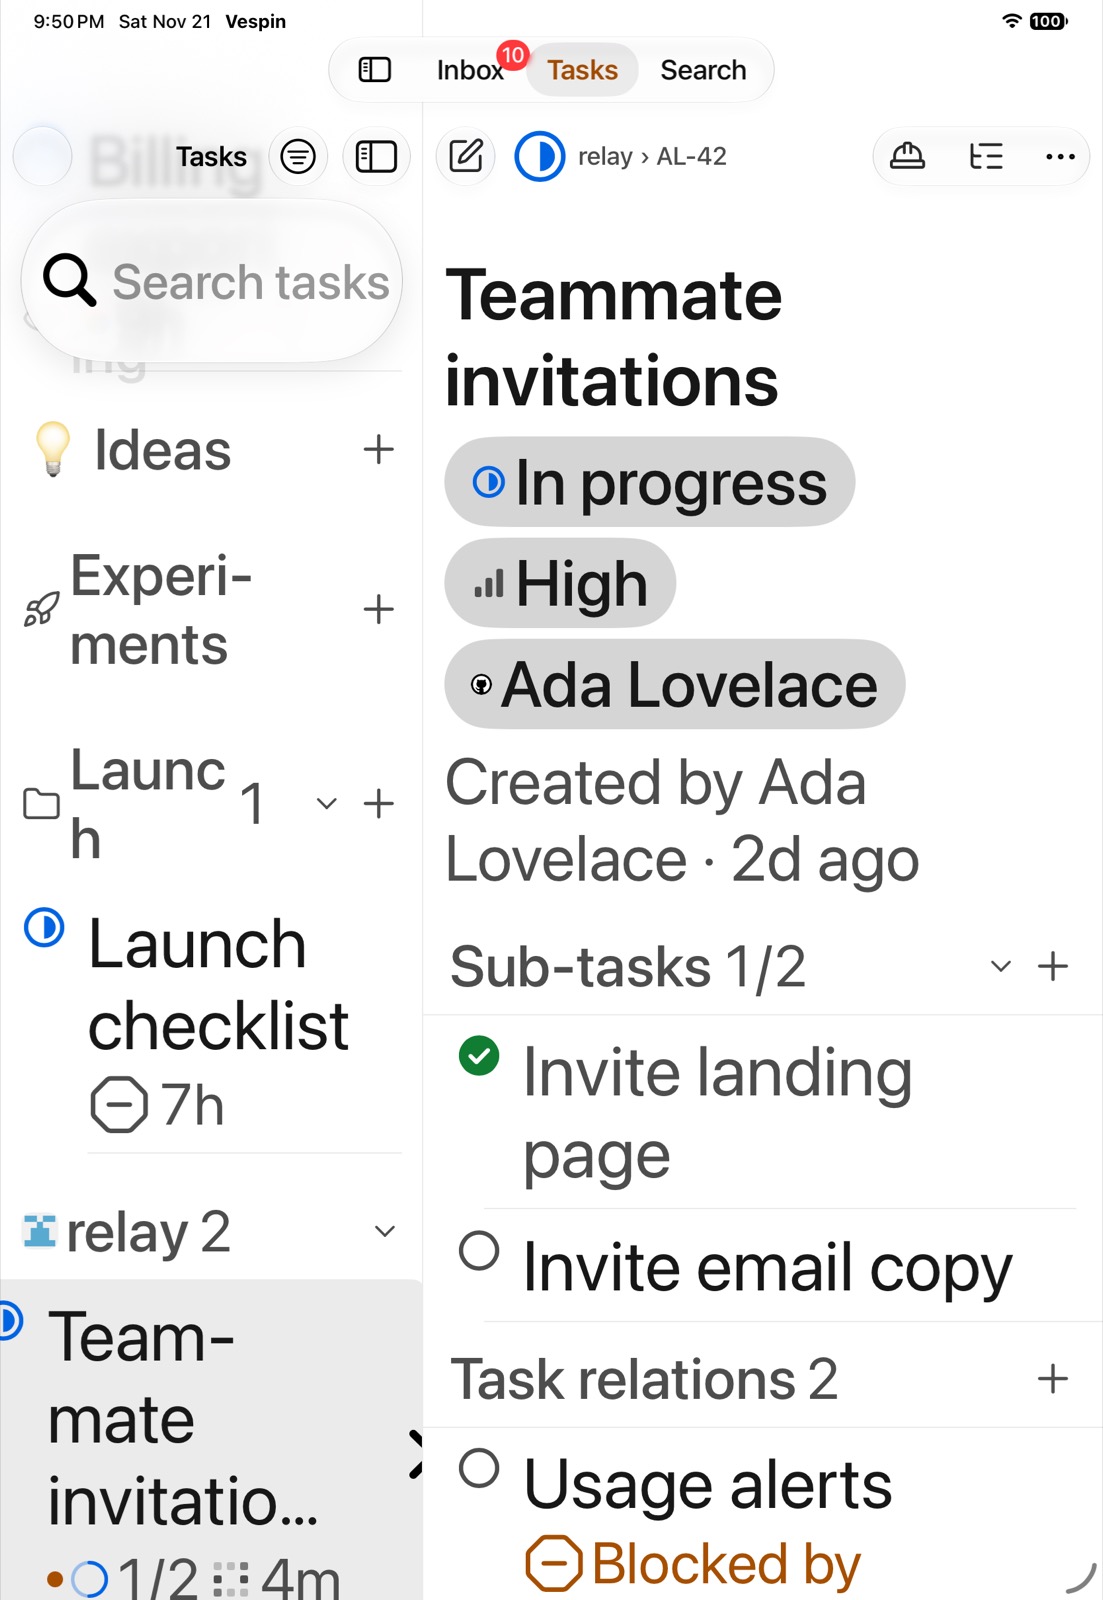 9:50 PM Sat Nov 21 Vespin
100
Inbox 10 Tasks Search
Billing
Tasks
Search tasks
ing
Ideas
Experi-
ments
Launc
h
1
Launch
checklist
7h
relay 2
Team-
mate
invitatio...
1/2 4m
relay › AL-42
Teammate
invitations
In progress
High
Ada Lovelace
Created by Ada
Lovelace · 2d ago
Sub-tasks 1/2
Invite landing
page
Invite email copy
Task relations 2
Usage alerts
Blocked by